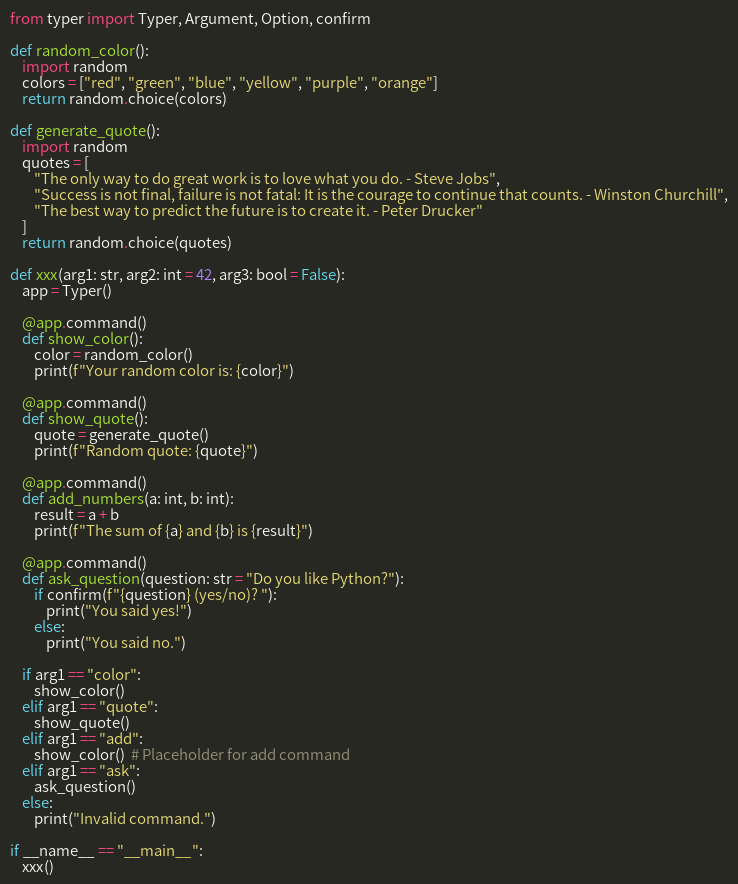 from typer import Typer, Argument, Option, confirm

def random_color():
    import random
    colors = ["red", "green", "blue", "yellow", "purple", "orange"]
    return random.choice(colors)

def generate_quote():
    import random
    quotes = [
        "The only way to do great work is to love what you do. - Steve Jobs",
        "Success is not final, failure is not fatal: It is the courage to continue that counts. - Winston Churchill",
        "The best way to predict the future is to create it. - Peter Drucker"
    ]
    return random.choice(quotes)

def xxx(arg1: str, arg2: int = 42, arg3: bool = False):
    app = Typer()

    @app.command()
    def show_color():
        color = random_color()
        print(f"Your random color is: {color}")

    @app.command()
    def show_quote():
        quote = generate_quote()
        print(f"Random quote: {quote}")

    @app.command()
    def add_numbers(a: int, b: int):
        result = a + b
        print(f"The sum of {a} and {b} is {result}")

    @app.command()
    def ask_question(question: str = "Do you like Python?"):
        if confirm(f"{question} (yes/no)? "):
            print("You said yes!")
        else:
            print("You said no.")

    if arg1 == "color":
        show_color()
    elif arg1 == "quote":
        show_quote()
    elif arg1 == "add":
        show_color()  # Placeholder for add command
    elif arg1 == "ask":
        ask_question()
    else:
        print("Invalid command.")

if __name__ == "__main__":
    xxx()